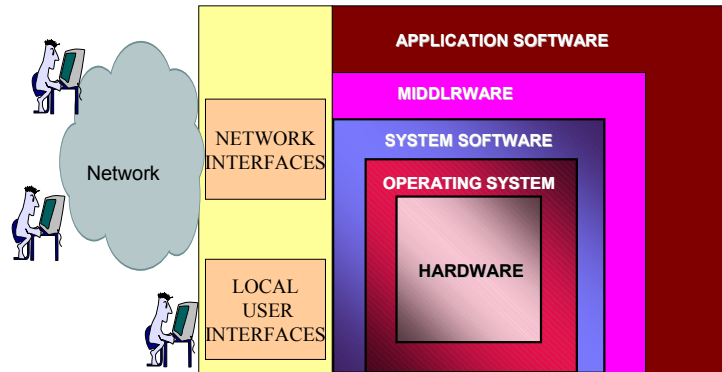 APPLICATION SOFTWARE
MIDDLRWARE
SYSTEM SOFTWARE
OPERATING SYSTEM
HARDWARE
NETWORK
INTERFACES
Network
LOCAL
USER
INTERFACES